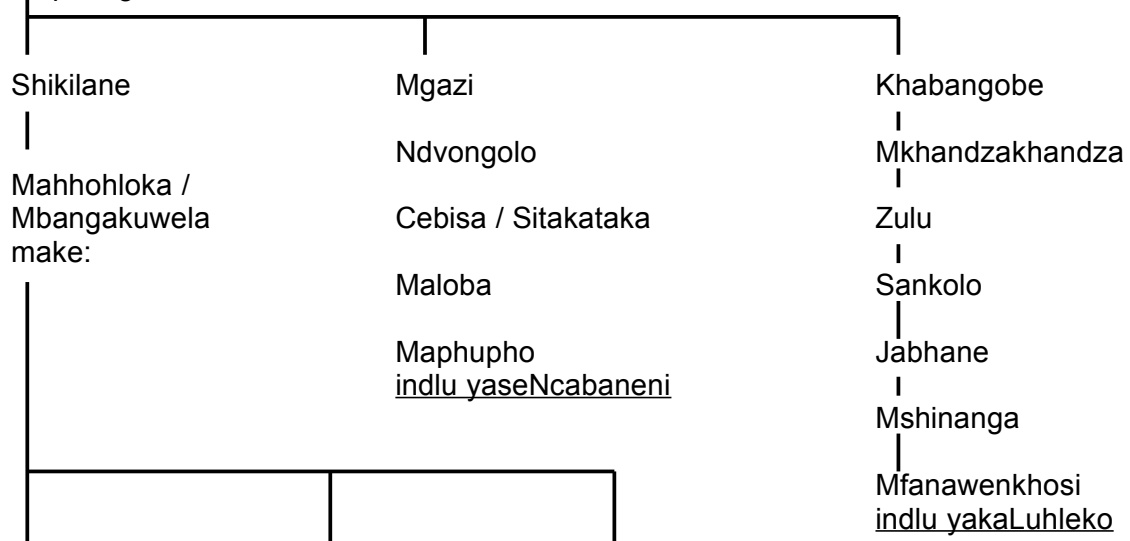 Shikilane
Mahhohloka /
Mbangakuwela
make:
Mgazi
Ndvongolo
Cebisa / Sitakataka
Maloba
Maphupho
indlu yaseNcabaneni
Khabangobe
Mkhandzakhandza
Zulu
Sankolo
Jabhane
Mshinanga
Mfanawenkhosi
indlu yakaLuhleko